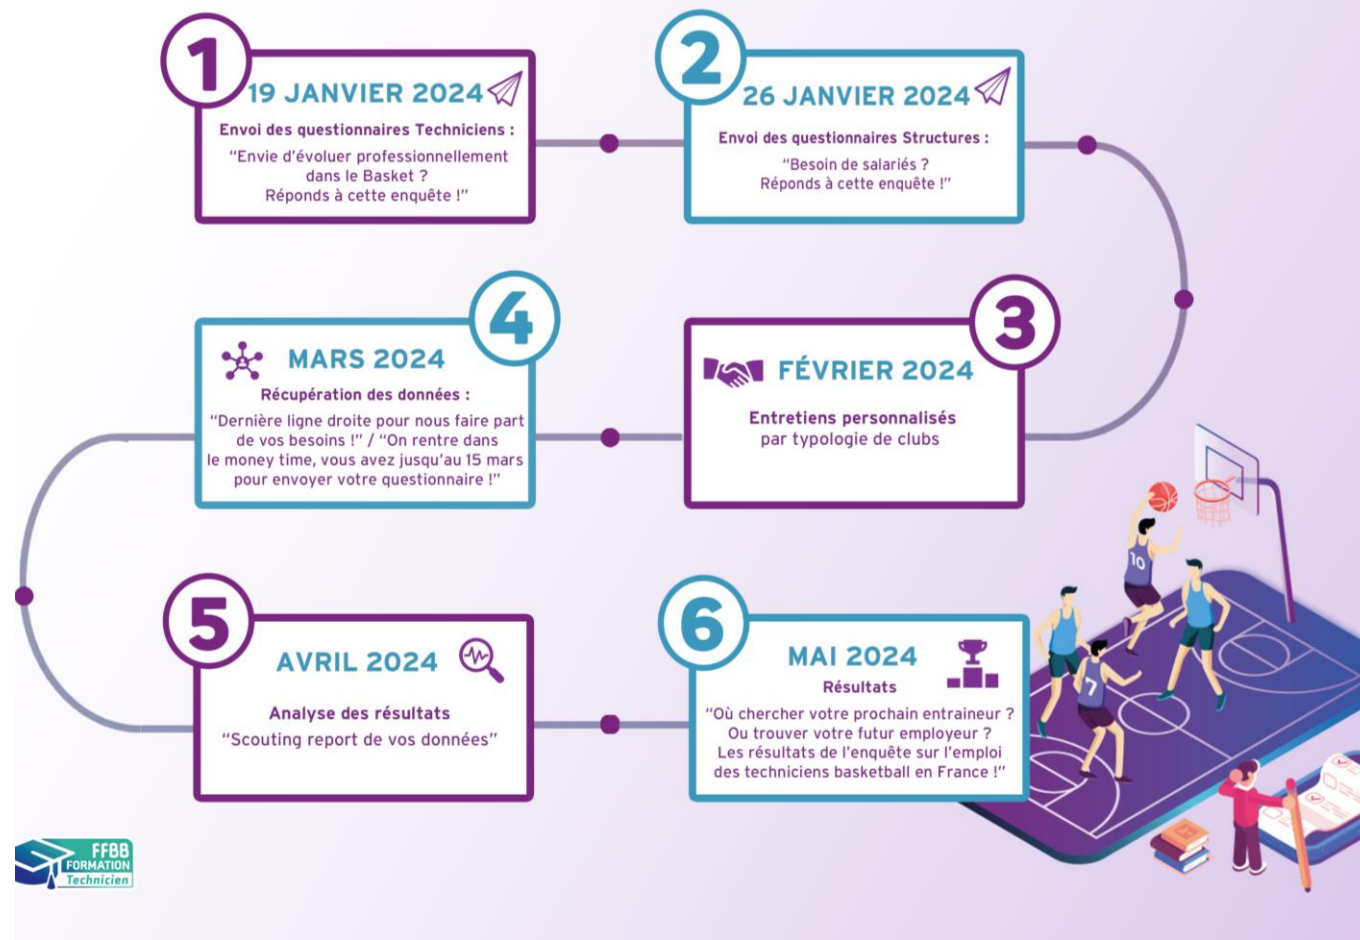 1
19 JANVIER 2024
Envoi des questionnaires Techniciens :
“Envie d’évoluer professionnellement
dans le Basket ?
Réponds à cette enquête !”
2
26 JANVIER 2024
Envoi des questionnaires Structures :
“Besoin de salariés ?
Réponds à cette enquête !”
3
FÉVRIER 2024
Entretiens personnalisés
par typologie de clubs
4
MARS 2024
Récupération des données :
“Dernière ligne droite pour nous faire part
de vos besoins !” / “On rentre dans
le money time, vous avez jusqu’au 15 mars
pour envoyer votre questionnaire !”
5
AVRIL 2024
Analyse des résultats
“Scouting report de vos données”
6
MAI 2024
Résultats
“Où chercher votre prochain entraineur ?
Ou trouver votre futur employeur ?
Les résultats de l’enquête sur l’emploi
des techniciens basketball en France !”
10
7
FFBB
FORMATION
Technicien